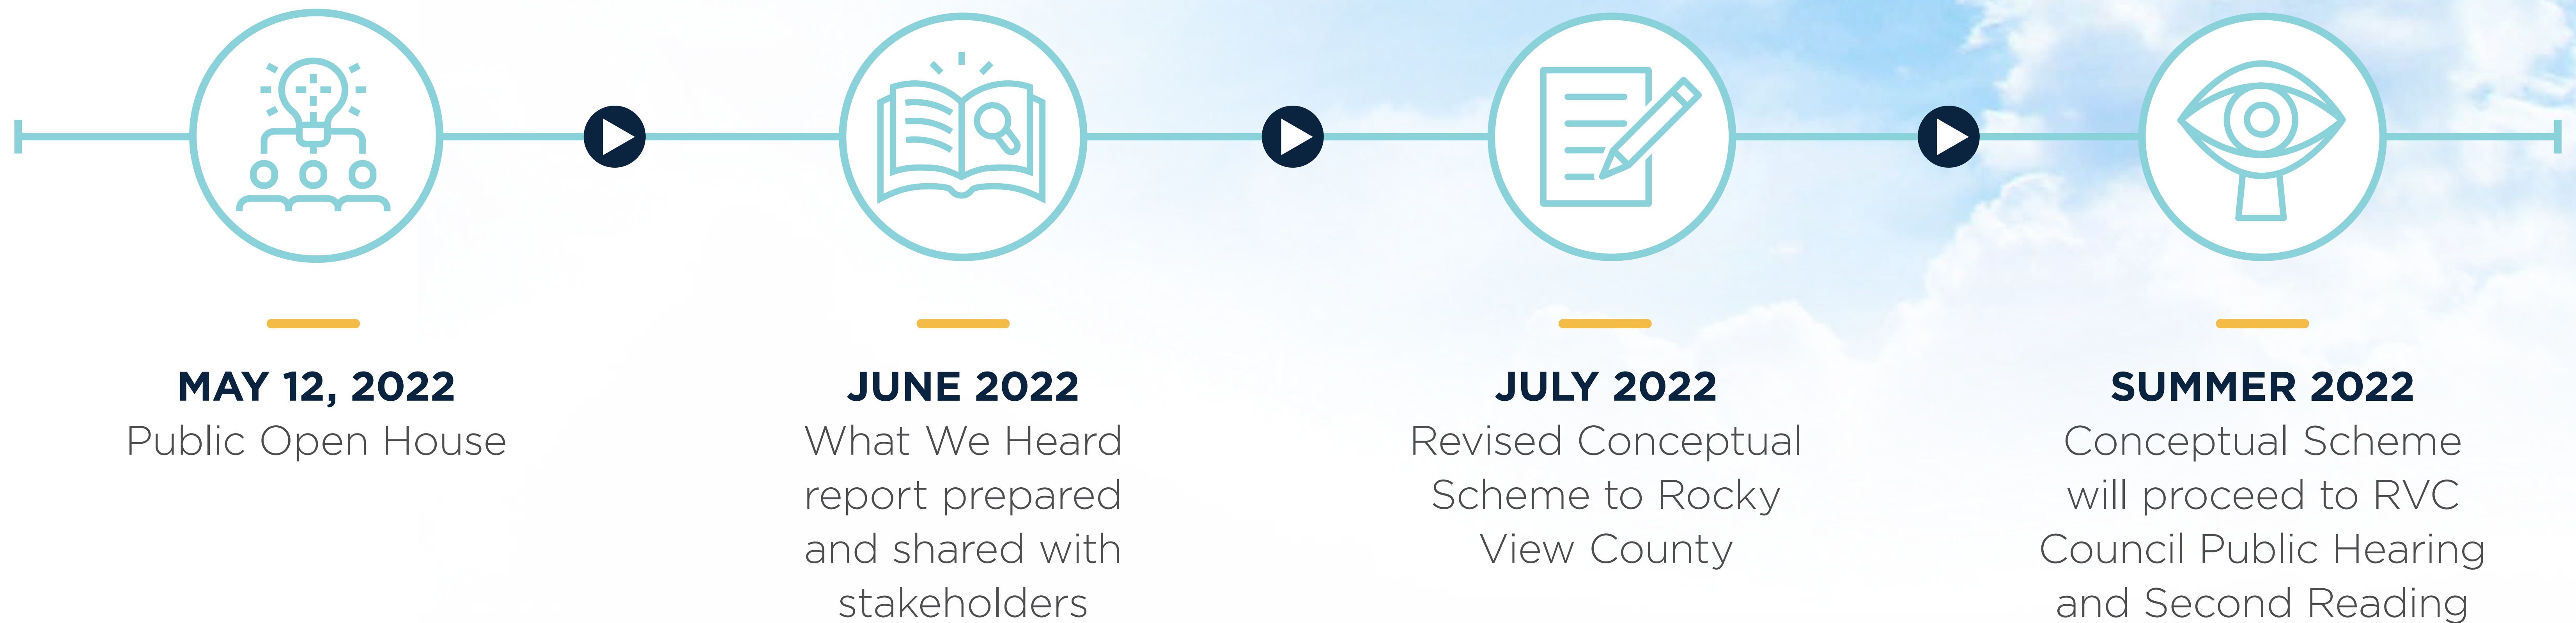 MAY 12, 2022
Public Open House
JUNE 2022
What We Heard
report prepared
and shared with
stakeholders
JULY 2022
Revised Conceptual
Scheme to Rocky
View County
SUMMER 2022
Conceptual Scheme
will proceed to RVC
Council Public Hearing
and Second Reading